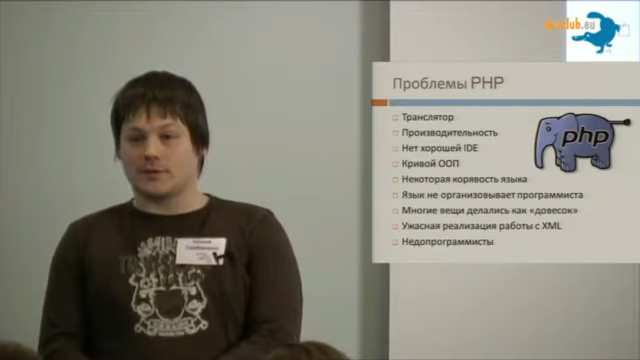 devclub.eu
Проблемы PHP
Транслятор
Производительность
Нет хорошей IDE
Кривой ООП
Некоторая корявость языка
Язык не организовывает программиста
Многие вещи делались как «довесок»
Ужасная реализация работы с XML
Недопрограммисты
php